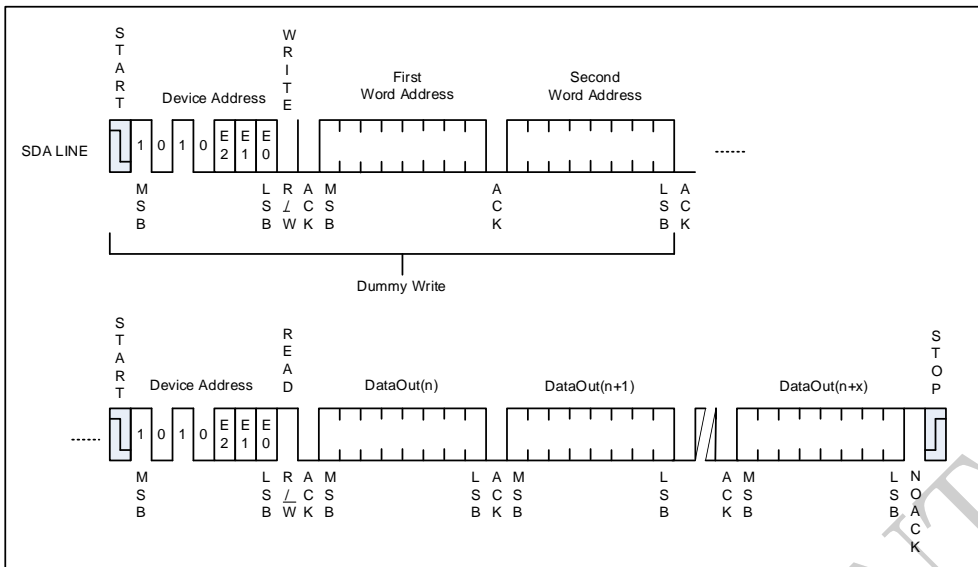 START
WRITE
First
Word Address
Second
Word Address
Device Address
SDA LINE
1 0 1 0 E2 E1 E0
......
MSB
LSB
R/W
ACK
MSB
ACK
LSB
ACK
Dummy Write
START
READ
STOP
Device Address
DataOut(n)
DataOut(n+1)
DataOut(n+x)
......
1 0 1 0 E2 E1 E0
MSB
LSB
R/W
ACK
MSB
LSB
ACK
MSB
LSB
ACK
MSB
LSB
NOACK